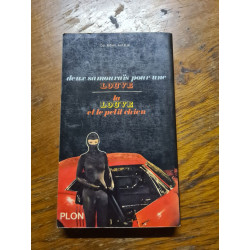 deux samouraïs pour une
LOUVE
la
LOUVE
et le petit chien
PLON